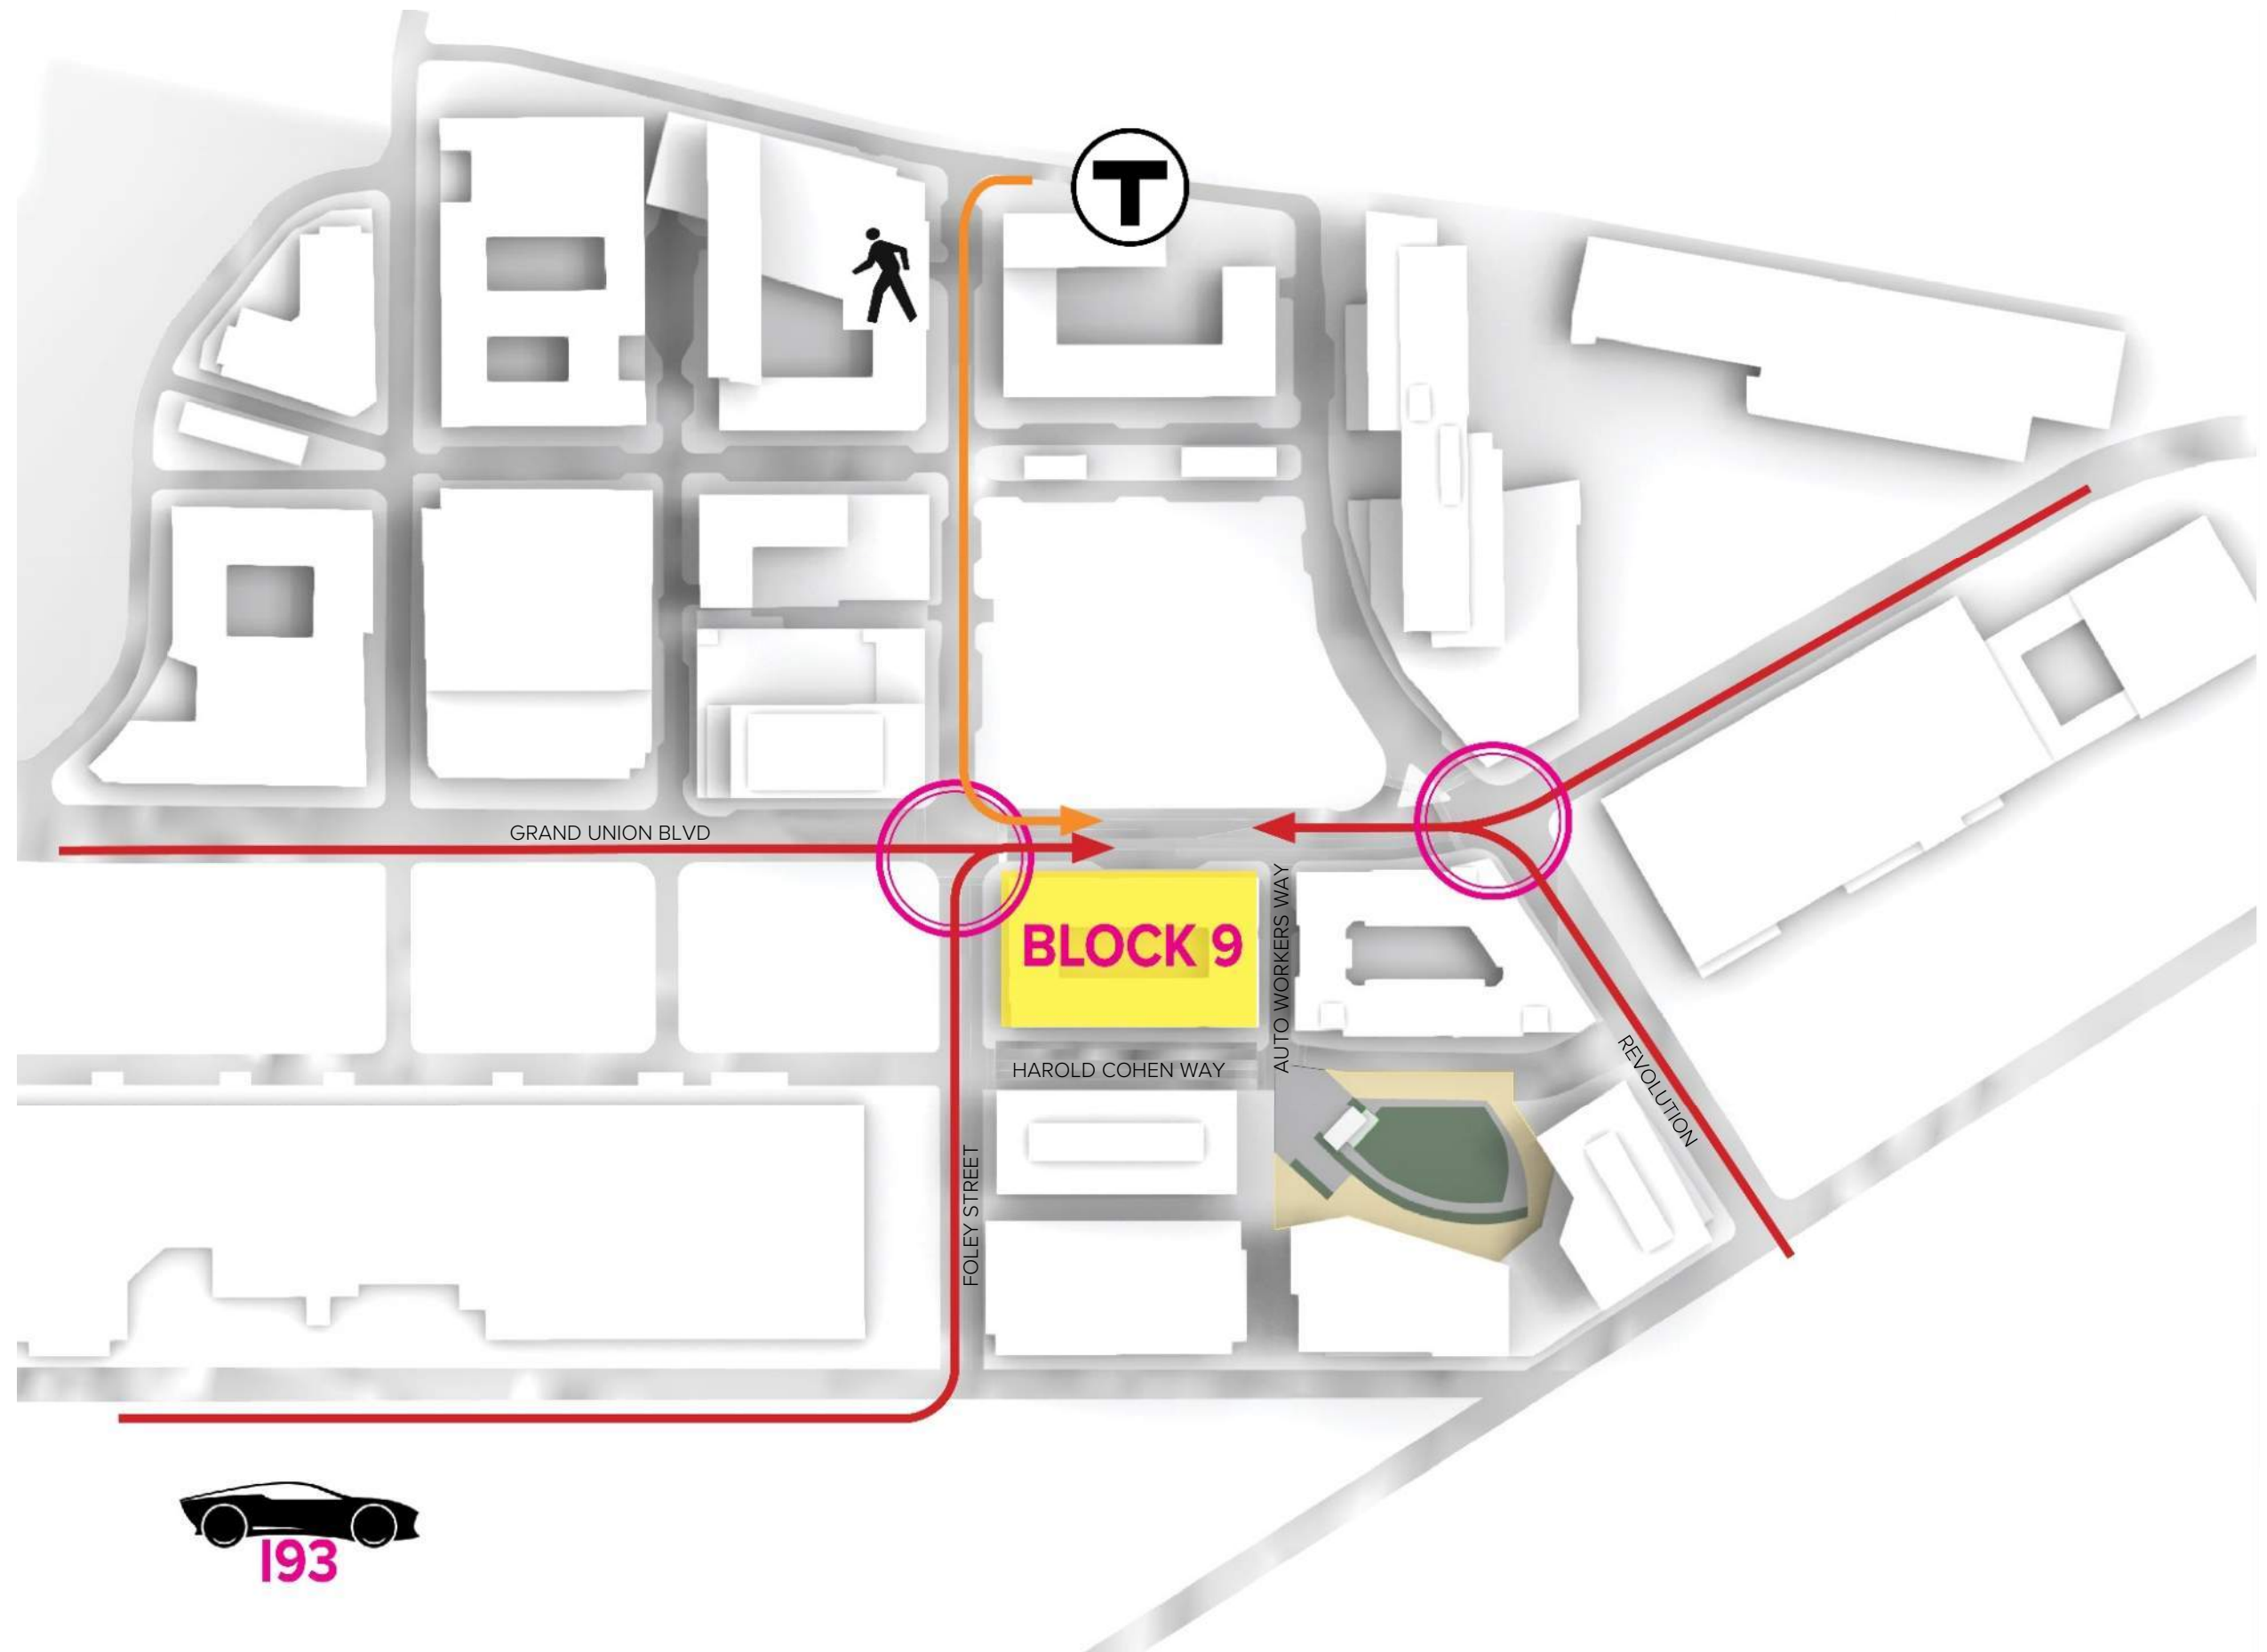 T
GRAND UNION BLVD
BLOCK 9
AUTO WORKERS WAY
HAROLD COHEN WAY
REVOLUTION
FOLEY STREET
I93